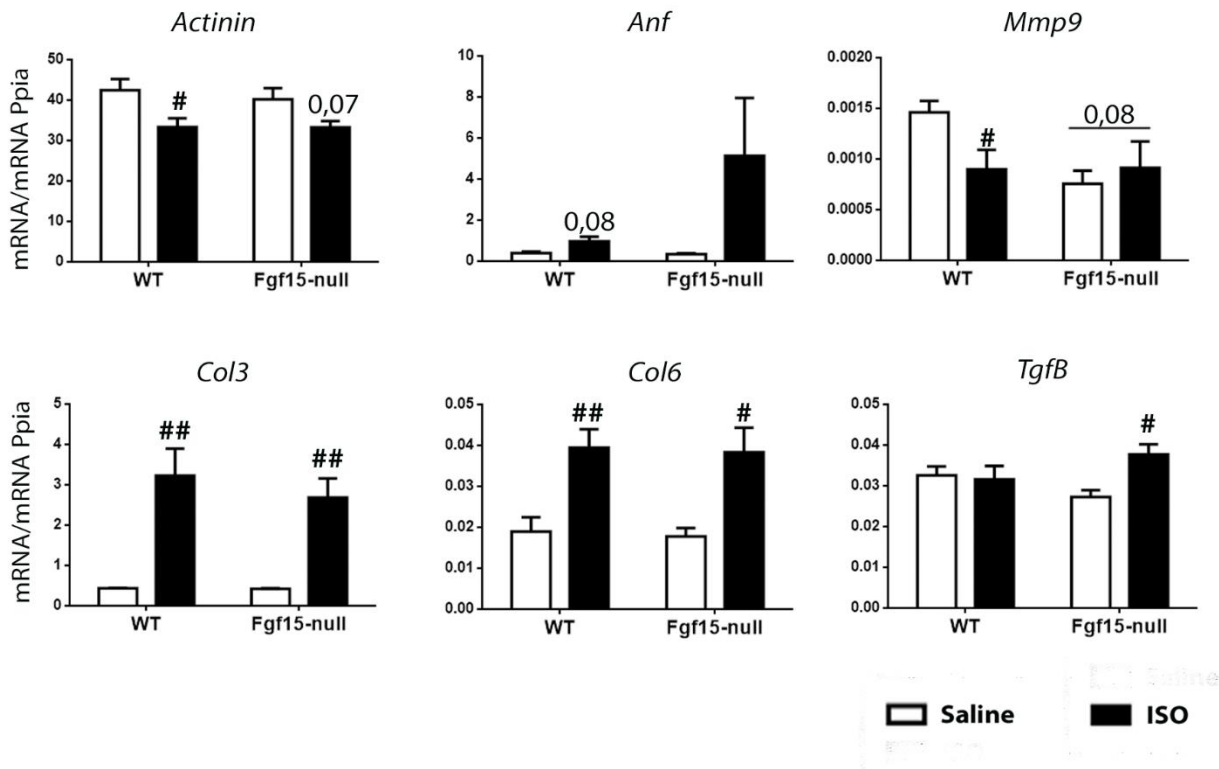 Actinin
mRNA/mRNA Ppia
50
40
30
20
10
0
#
0,07
WT
Fgf15-null
Anf
10
8
6
4
2
0
0,08
WT
Fgf15-null
Mmp9
0.0020
0.0015
0.0010
0.0005
0.0000
#
0,08
WT
Fgf15-null
Col3
mRNA/mRNA Ppia
5
4
3
2
1
0
##
##
WT
Fgf15-null
Col6
0.05
0.04
0.03
0.02
0.01
0.00
##
#
WT
Fgf15-null
TgfB
0.05
0.04
0.03
0.02
0.01
0.00
#
WT
Fgf15-null
Saline
Saline
ISO